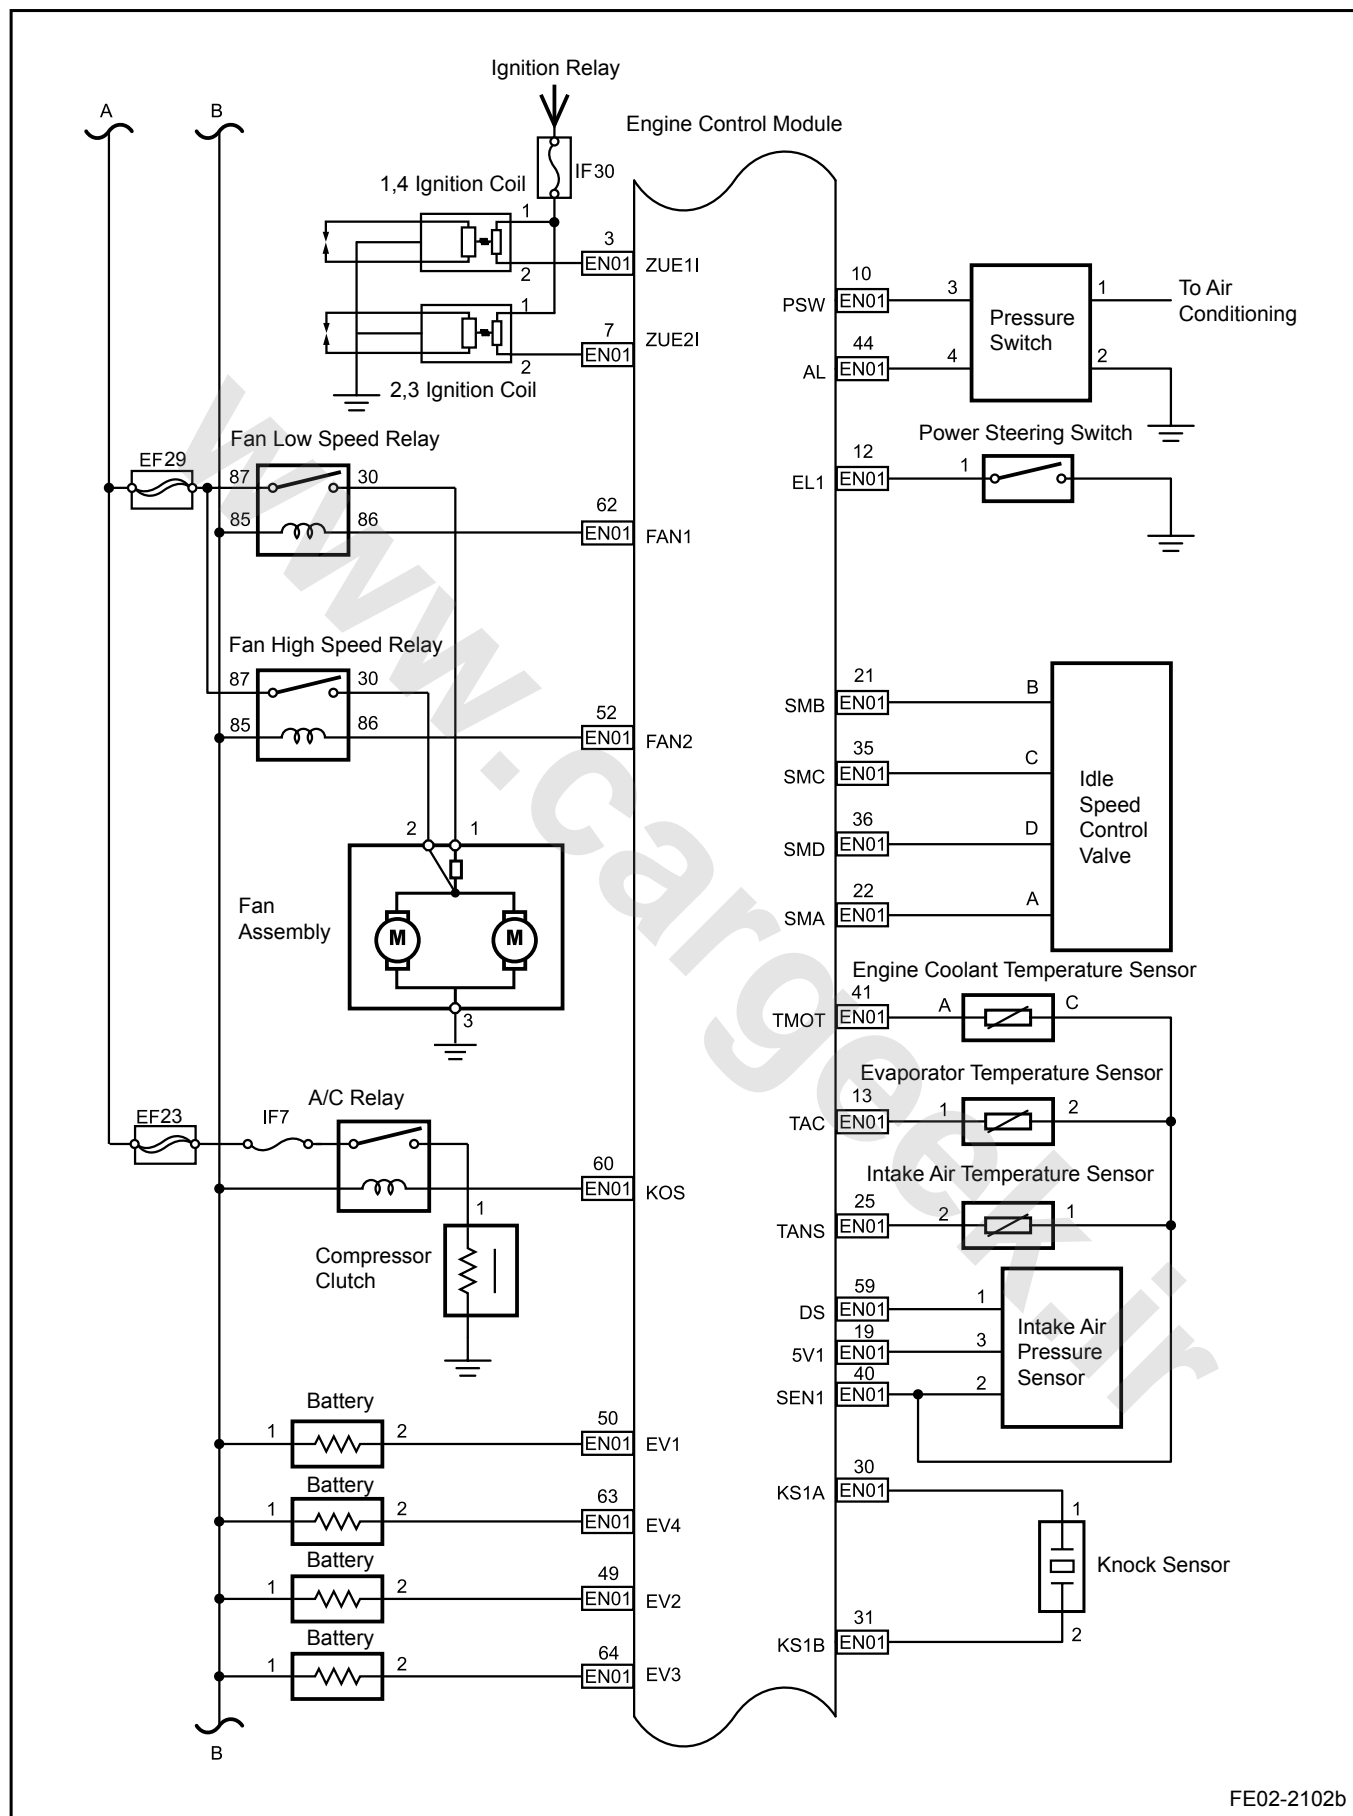 Ignition Relay
A
B
Engine Control Module
IF30
1,4 Ignition Coil
1
2
3
EN01
ZUE1I
1
2
7
EN01
ZUE2I
2,3 Ignition Coil
10
PSW
EN01
3
Pressure
Switch
1
To Air
Conditioning
44
AL
EN01
4
2
Fan Low Speed Relay
EF29
87
30
85
86
62
EN01
FAN1
Power Steering Switch
12
EL1
EN01
1
Fan High Speed Relay
87
30
85
86
52
EN01
FAN2
21
SMB
EN01
B
35
SMC
EN01
C
36
SMD
EN01
D
22
SMA
EN01
A
Idle
Speed
Control
Valve
2
1
Fan
Assembly
M
M
3
Engine Coolant Temperature Sensor
41
TMOT
EN01
A
C
Evaporator Temperature Sensor
13
TAC
EN01
1
2
Intake Air Temperature Sensor
25
TANS
EN01
2
1
A/C Relay
EF23
IF7
60
EN01
KOS
1
Compressor
Clutch
59
DS
EN01
1
19
5V1
EN01
3
40
SEN1
EN01
2
Intake Air
Pressure
Sensor
Battery
1
2
50
EN01
EV1
Battery
1
2
63
EN01
EV4
Battery
1
2
49
EN01
EV2
Battery
1
2
64
EN01
EV3
30
KS1A
EN01
1
Knock Sensor
31
KS1B
EN01
2
B
FE02-2102b
www.cargeek.ir